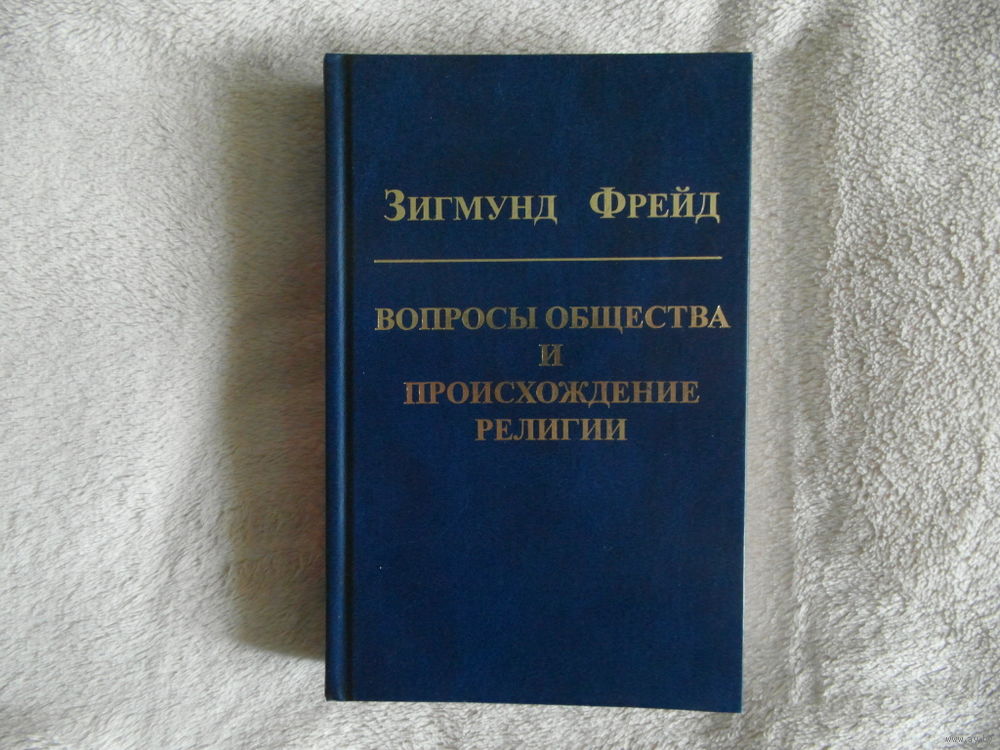 Зигмунд Фрейд
ВОПРОСЫ ОБЩЕСТВА
И
ПРОИСХОЖДЕНИЕ
РЕЛИГИИ